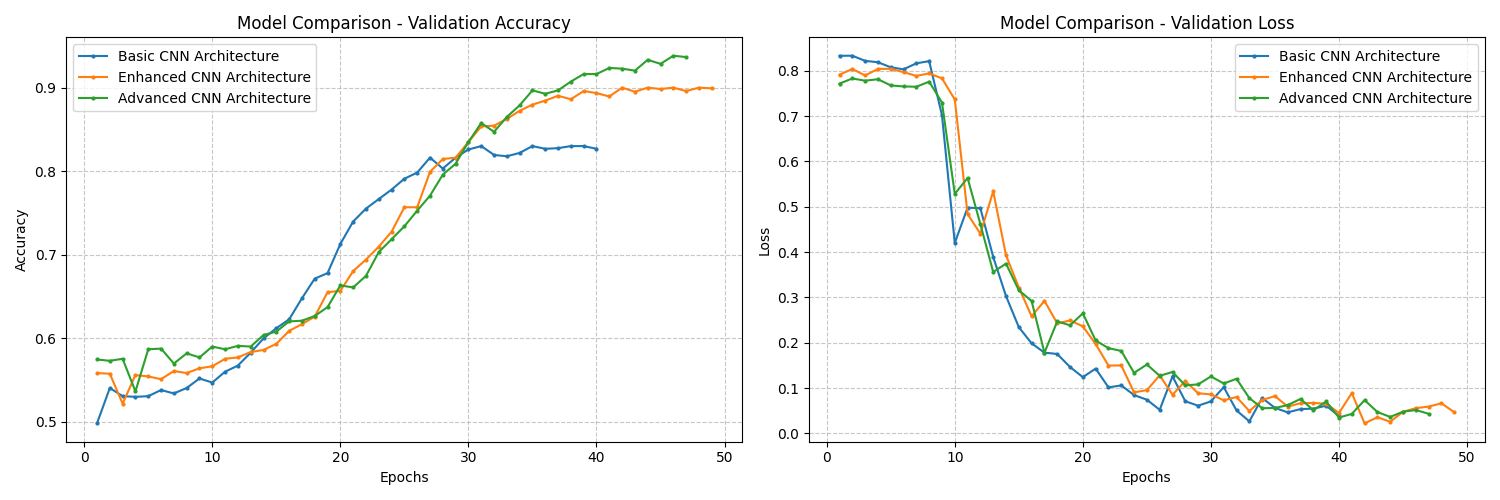 Model Comparison - Validation Accuracy
Basic CNN Architecture
Enhanced CNN Architecture
Advanced CNN Architecture
Accuracy
0.9
0.8
0.7
0.6
0.5
0 10 20 30 40 50
Epochs
Model Comparison - Validation Loss
Basic CNN Architecture
Enhanced CNN Architecture
Advanced CNN Architecture
Loss
0.8
0.7
0.6
0.5
0.4
0.3
0.2
0.1
0.0
0 10 20 30 40 50
Epochs